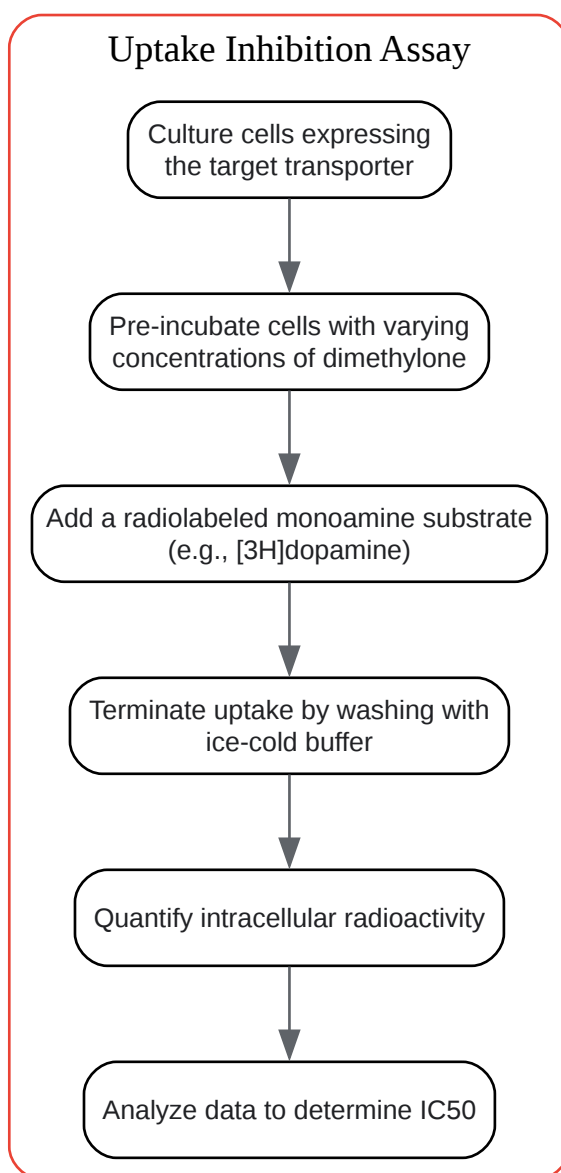 Uptake Inhibition Assay
Culture cells expressing
the target transporter
Pre-incubate cells with varying
concentrations of dimethylone
Add a radiolabeled monoamine substrate
(e.g., [3H]dopamine)
Terminate uptake by washing with
ice-cold buffer
Quantify intracellular radioactivity
Analyze data to determine IC50